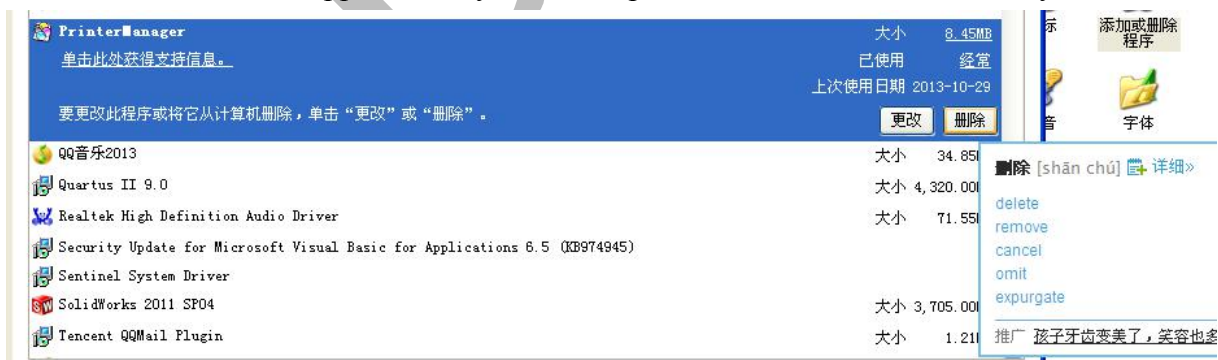 PrinterManager 大小 8.45MB
单击此处获得支持信息。 已使用 经常
上次使用日期 2013-10-29
要更改此程序或将它从计算机删除，单击“更改”或“删除”。 更改 删除
QQ音乐2013 大小 34.85
Quartus II 9.0 大小 4,320.00
Realtek High Definition Audio Driver 大小 71.55
Security Update for Microsoft Visual Basic for Applications 6.5 (KB974945)
Sentinel System Driver
SolidWorks 2011 SP04 大小 3,705.00
Tencent QQMail Plugin 大小 1.21
添加或删除
程序
字体
删除 [shān chú] 详细»
delete
remove
cancel
omit
expurgate
推广 孩子牙齿变美了，笑容也多